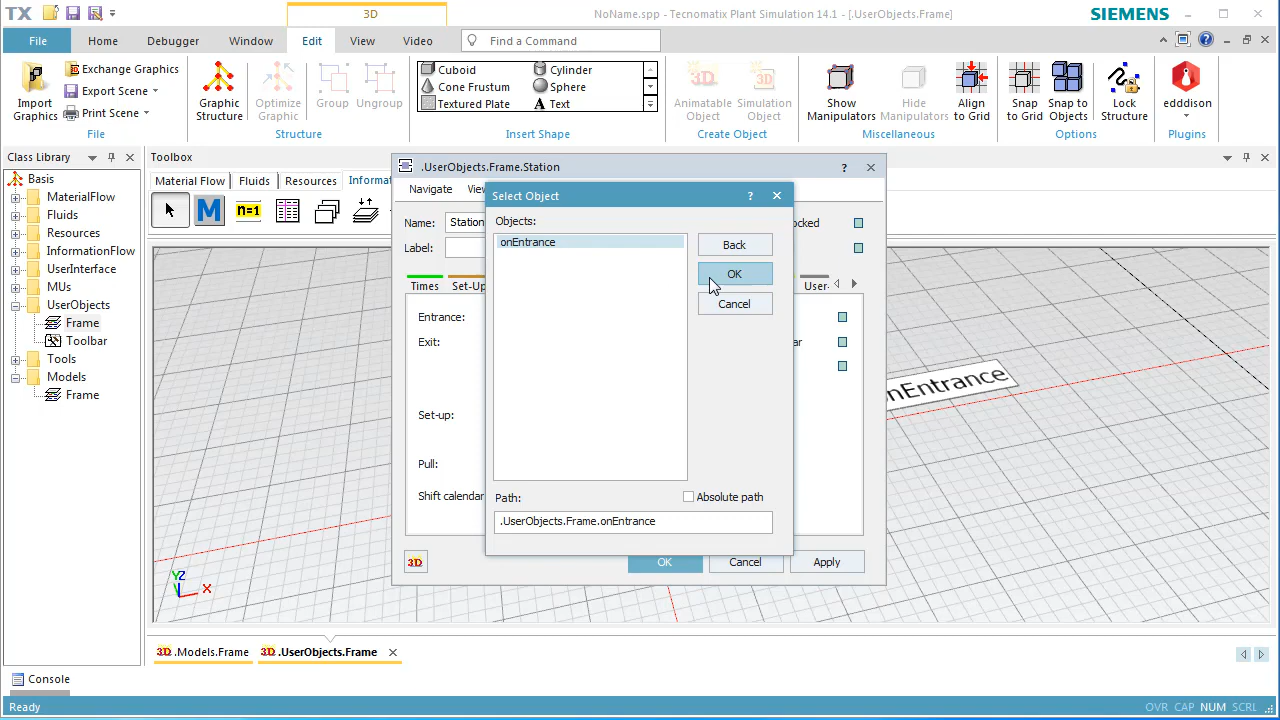 TX
3D
NoName.spp - Tecnomatix Plant Simulation 14.1 - [.UserObjects.Frame]
SIEMENS
File
Home
Debugger
Window
Edit
View
Video
Find a Command
Import
Graphics
Exchange Graphics
Export Scene
Print Scene
File
Graphic
Structure
Optimize
Graphic
Group
Ungroup
Structure
Cuboid
Cylinder
Cone Frustum
Sphere
Textured Plate
A Text
Insert Shape
Animatable
Object
Simulation
Object
Create Object
Show
Manipulators
Hide
Manipulators
Align
to Grid
Miscellaneous
Snap
to Grid
Snap to
Objects
Lock
Structure
Options
edddison
Plugins
Class Library
Basis
MaterialFlow
Fluids
Resources
InformationFlow
UserInterface
MUs
UserObjects
Frame
Toolbar
Tools
Models
Frame
Toolbox
Material Flow
Fluids
Resources
Informat
M
n=1
.UserObjects.Frame.Station
?
Navigate
Vie
Name:
Station
ocked
Label:
Times
Set-Up
User-
Entrance:
Exit:
ar
Set-up:
Pull:
Shift calendar
3D
OK
Cancel
Apply
Select Object
?
Objects:
onEntrance
Back
OK
Cancel
Path:
Absolute path
.UserObjects.Frame.onEntrance
nEntrance
Z
Y
X
3D .Models.Frame
3D .UserObjects.Frame
Console
Ready
OVR CAP NUM SCRL